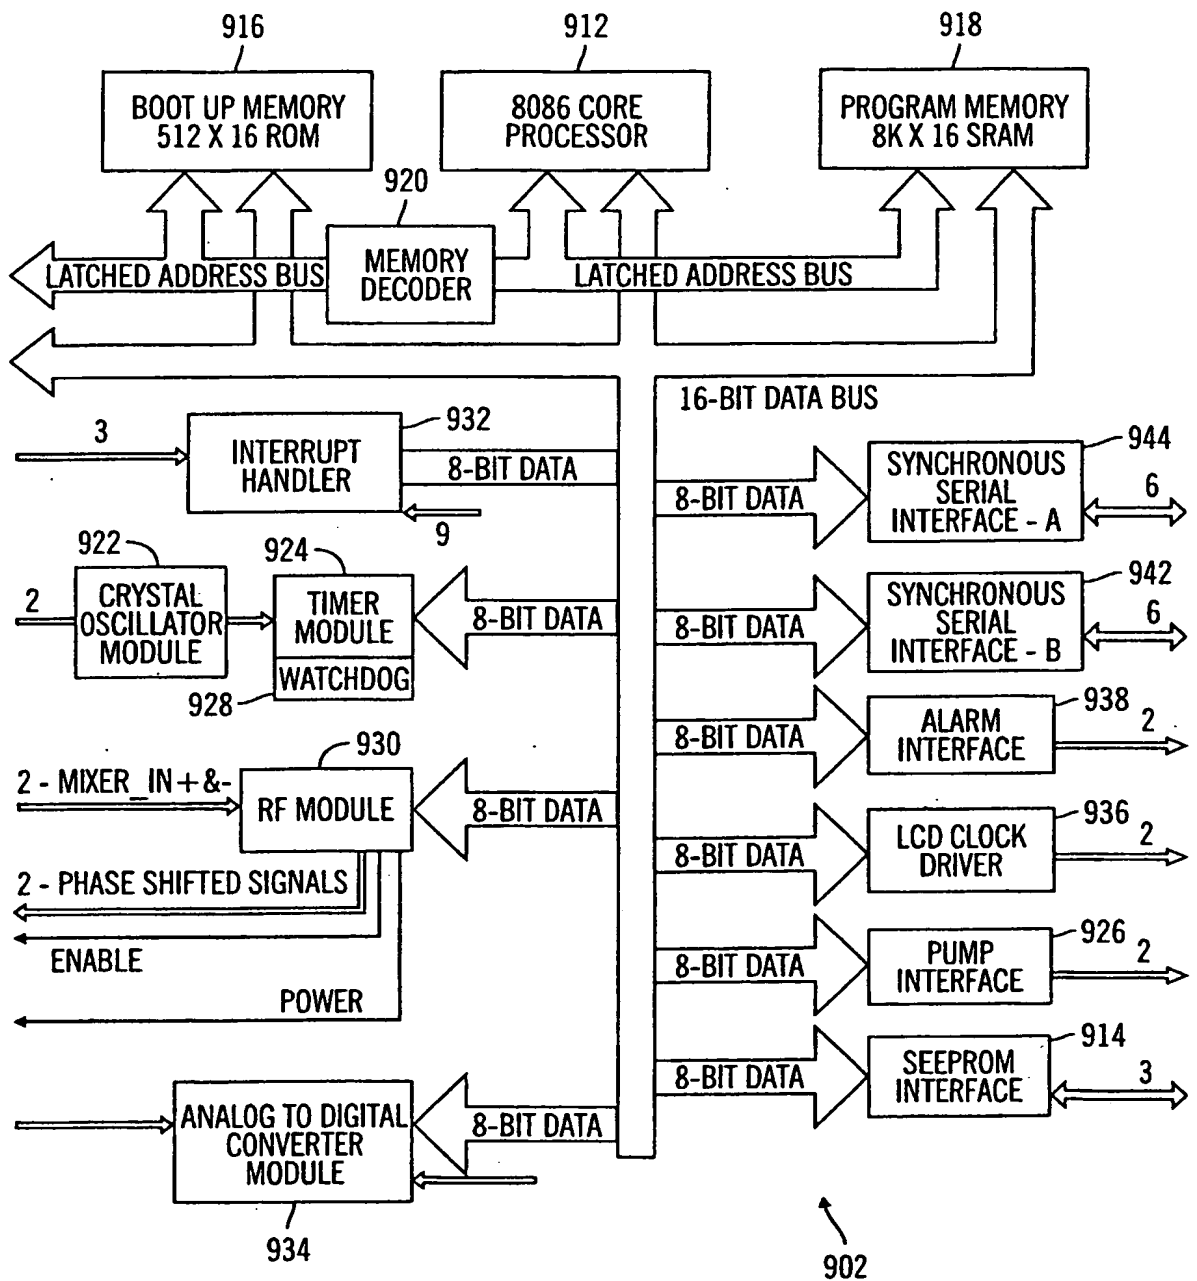 916
912
918
BOOT UP MEMORY
512 X 16 ROM
8086 CORE
PROCESSOR
PROGRAM MEMORY
8K X 16 SRAM
920
MEMORY
DECODER
LATCHED ADDRESS BUS
LATCHED ADDRESS BUS
16-BIT DATA BUS
3
932
INTERRUPT
HANDLER
8-BIT DATA
9
944
8-BIT DATA
SYNCHRONOUS
SERIAL
INTERFACE - A
6
922
924
2
CRYSTAL
OSCILLATOR
MODULE
TIMER
MODULE
WATCHDOG
928
8-BIT DATA
942
8-BIT DATA
SYNCHRONOUS
SERIAL
INTERFACE - B
6
938
8-BIT DATA
ALARM
INTERFACE
2
930
2 - MIXER_IN+&-
RF MODULE
8-BIT DATA
2 - PHASE SHIFTED SIGNALS
ENABLE
POWER
936
8-BIT DATA
LCD CLOCK
DRIVER
2
926
8-BIT DATA
PUMP
INTERFACE
2
914
8-BIT DATA
SEEPROM
INTERFACE
3
ANALOG TO DIGITAL
CONVERTER
MODULE
8-BIT DATA
934
902